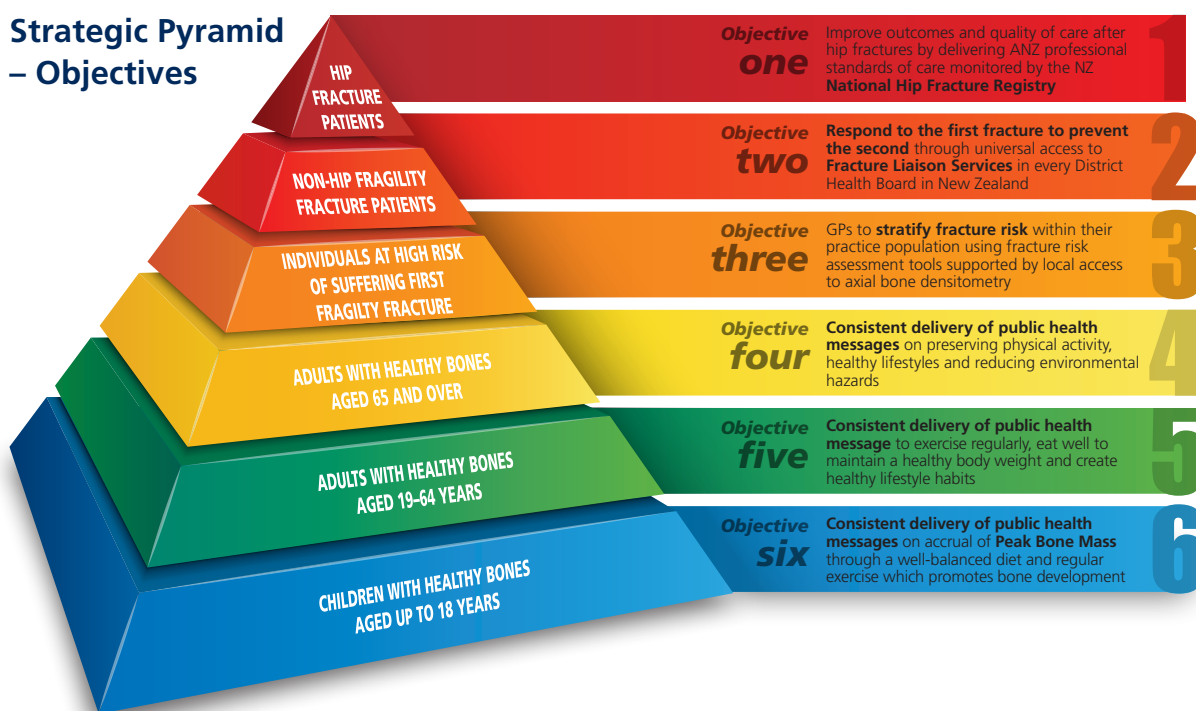 Strategic Pyramid
– Objectives
HIP
FRACTURE
PATIENTS
Objective
one
Improve outcomes and quality of care after
hip fractures by delivering ANZ professional
standards of care monitored by the NZ
National Hip Fracture Registry
1
NON-HIP FRAGILITY
FRACTURE PATIENTS
Objective
two
Respond to the first fracture to prevent
the second through universal access to
Fracture Liaison Services in every District
Health Board in New Zealand
2
INDIVIDUALS AT HIGH RISK
OF SUFFERING FIRST
FRAGILTY FRACTURE
Objective
three
GPs to stratify fracture risk within their
practice population using fracture risk
assessment tools supported by local access
to axial bone densitometry
3
ADULTS WITH HEALTHY BONES
AGED 65 AND OVER
Objective
four
Consistent delivery of public health
messages on preserving physical activity,
healthy lifestyles and reducing environmental
hazards
4
ADULTS WITH HEALTHY BONES
AGED 19–64 YEARS
Objective
five
Consistent delivery of public health
message to exercise regularly, eat well to
maintain a healthy body weight and create
healthy lifestyle habits
5
CHILDREN WITH HEALTHY BONES
AGED UP TO 18 YEARS
Objective
six
Consistent delivery of public health
messages on accrual of Peak Bone Mass
through a well-balanced diet and regular
exercise which promotes bone development
6